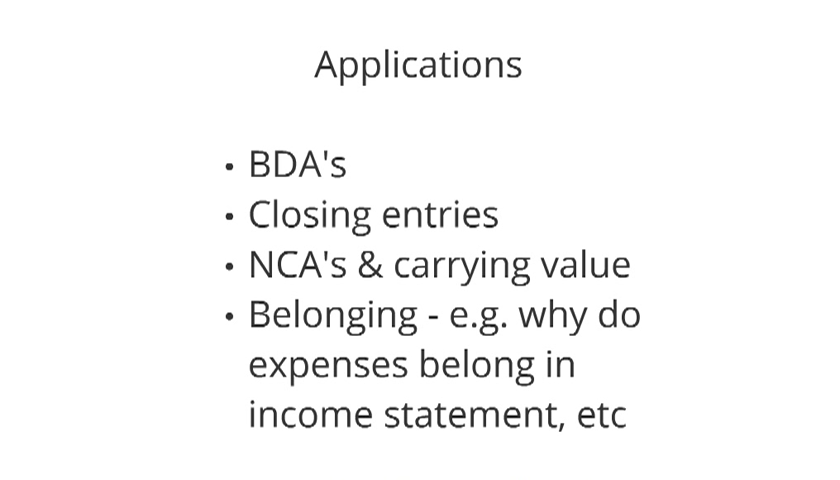 Applications
• BDA's
• Closing entries
• NCA's & carrying value
• Belonging - e.g. why do
expenses belong in
income statement, etc